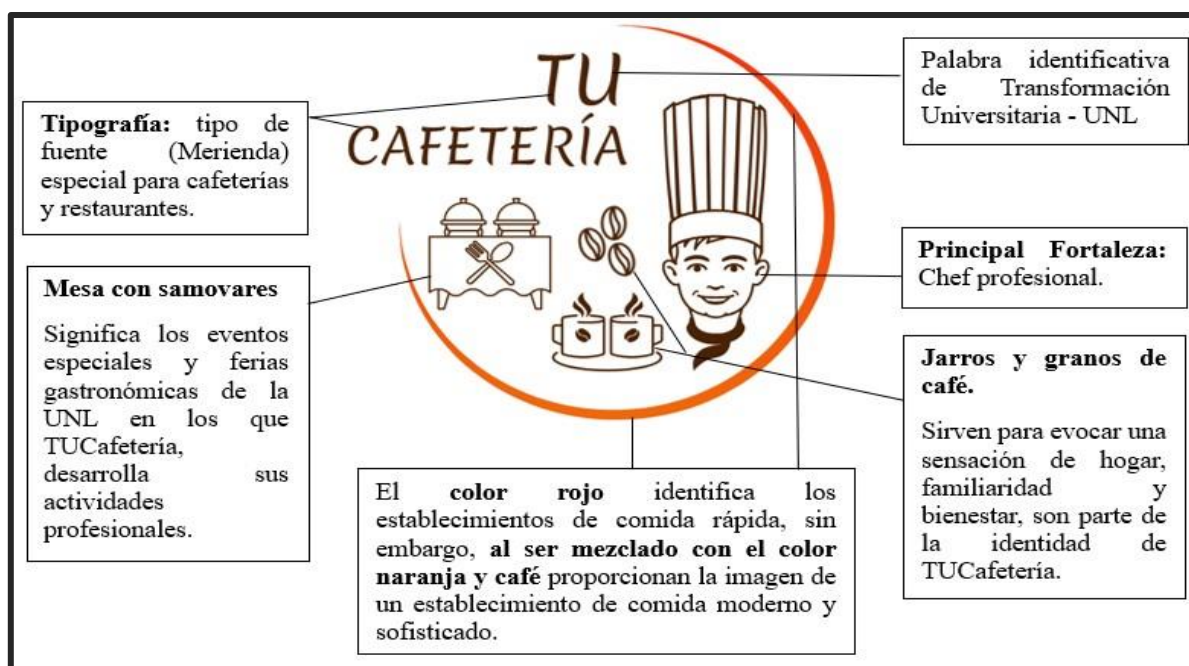 TU
CAFETERÍA
Tipografía: tipo de
fuente (Merienda)
especial para cafeterías
y restaurantes.
Mesa con samovares
Significa los eventos
especiales y ferias
gastronómicas de la
UNL en los que
TUCafetería,
desarrolla sus
actividades
profesionales.
El color rojo identifica los
establecimientos de comida rápida, sin
embargo, al ser mezclado con el color
naranja y café proporcionan la imagen de
un establecimiento de comida moderno y
sofisticado.
Palabra identificativa
de Transformación
Universitaria - UNL
Principal Fortaleza:
Chef profesional.
Jarros y granos de
café.
Sirven para evocar una
sensación de hogar,
familiaridad y
bienestar, son parte de
la identidad de
TUCafetería.